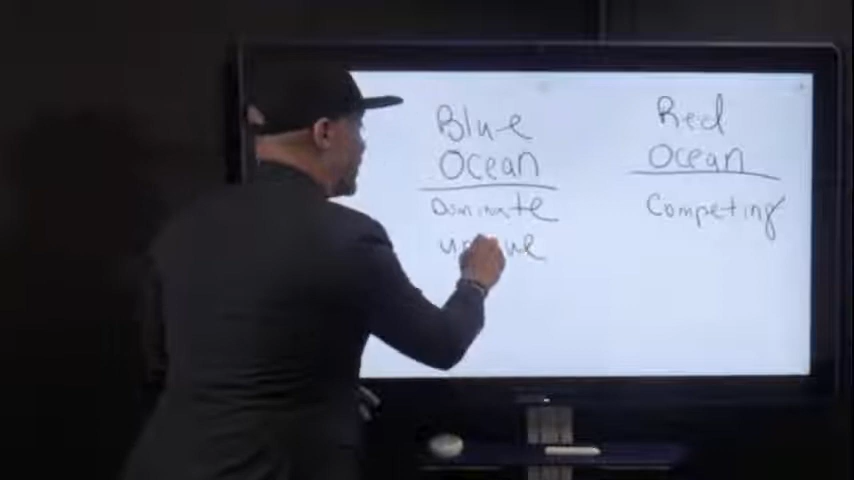 Blue
Ocean
Dominate
Red
Ocean
Competing